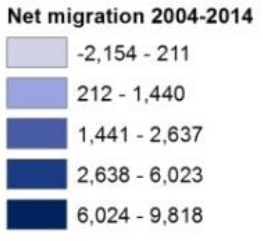 Net migration 2004-2014
-2,154 - 211
212 - 1,440
1,441 - 2,637
2,638 - 6,023
6,024 - 9,818